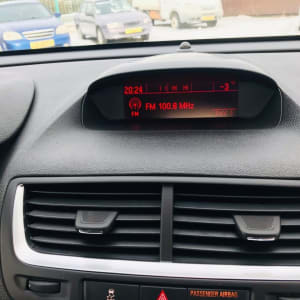 20:24
-3
FM 100.6 MHz
FM
PASSENGER AIRBAG